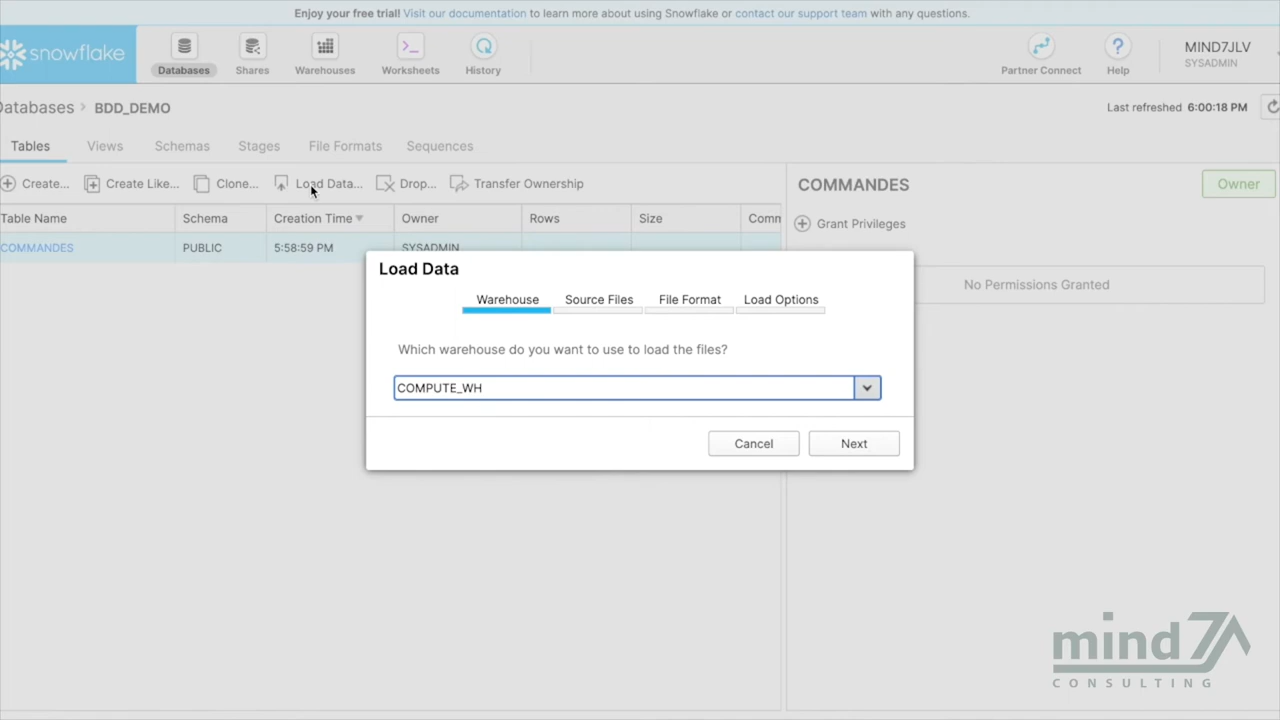 Enjoy your free trial! Visit our documentation to learn more about using Snowflake or contact our support team with any questions.
snowflake
Databases
Shares
Warehouses
Worksheets
History
Partner Connect
Help
MIND7JLV
SYSADMIN
Databases > BDD_DEMO
Last refreshed 6:00:18 PM
Tables Views Schemas Stages File Formats Sequences
Create... Create Like... Clone... Load Data... Drop... Transfer Ownership
Table Name Schema Creation Time Owner Rows Size Comm
COMMANDES PUBLIC 5:58:59 PM SYSADMIN
COMMANDES
Owner
Grant Privileges
No Permissions Granted
Load Data
Warehouse Source Files File Format Load Options
Which warehouse do you want to use to load the files?
COMPUTE_WH
Cancel Next
mind7
CONSULTING